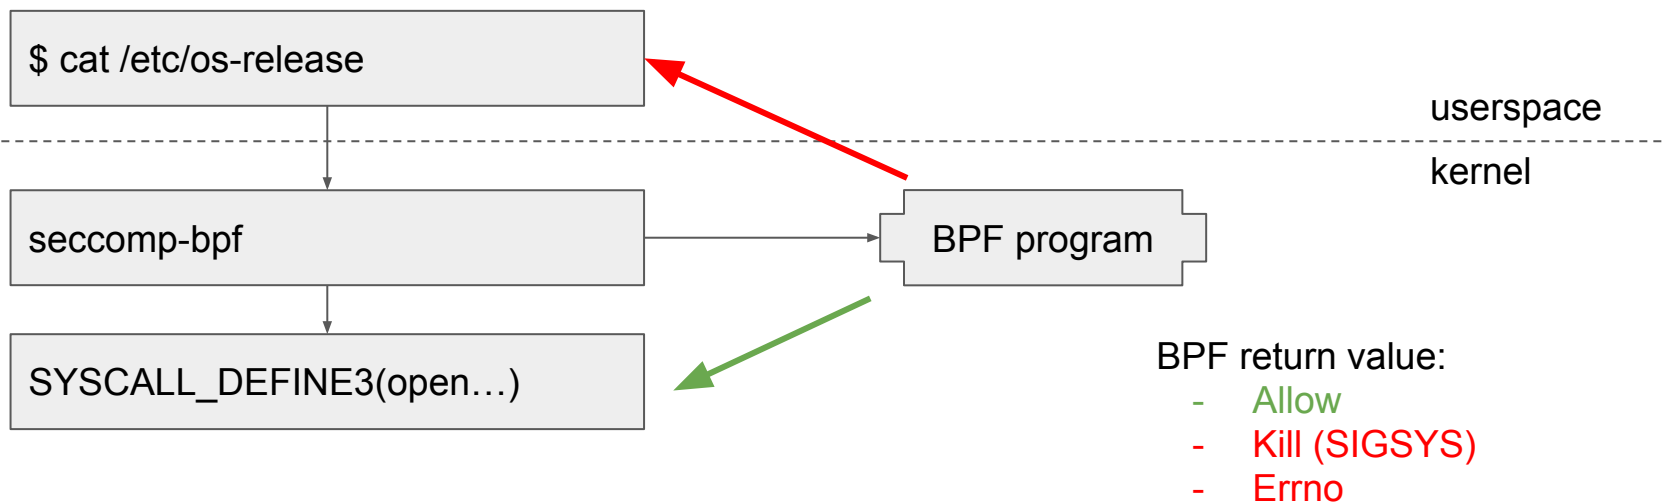 $ cat /etc/os-release
userspace
kernel
seccomp-bpf
BPF program
SYSCALL_DEFINE3(open…)
BPF return value:
- Allow
- Kill (SIGSYS)
- Errno